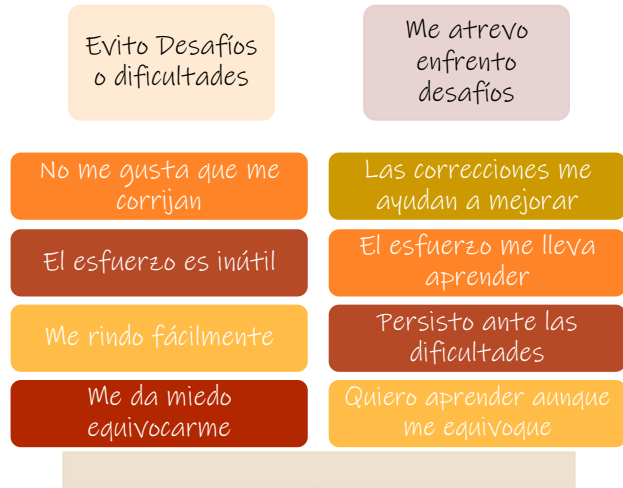 Evito Desafíos
o dificultades
Me atrevo
enfrento
desafíos
No me gusta que me
corrijan
Las correcciones me
ayudan a mejorar
El esfuerzo es inútil
El esfuerzo me lleva
aprender
Me rindo fácilmente
Persisto ante las
dificultades
Me da miedo
equivocarme
Quiero aprender aunque
me equivoque